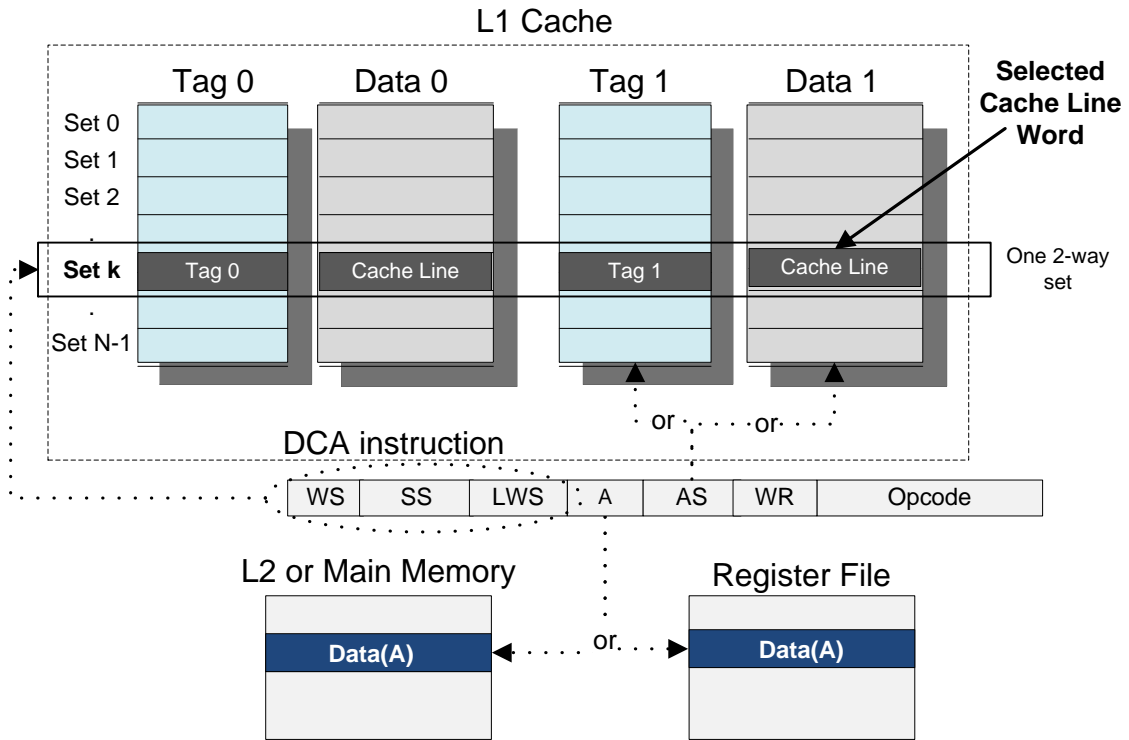 L1 Cache
Tag 0
Data 0
Tag 1
Data 1
Selected
Cache Line
Word
Set 0
Set 1
Set 2
.
Set k
Tag 0
Cache Line
Tag 1
Cache Line
One 2-way
set
.
Set N-1
or
or
DCA instruction
WS
SS
LWS
A
AS
WR
Opcode
L2 or Main Memory
Register File
Data(A)
or
Data(A)